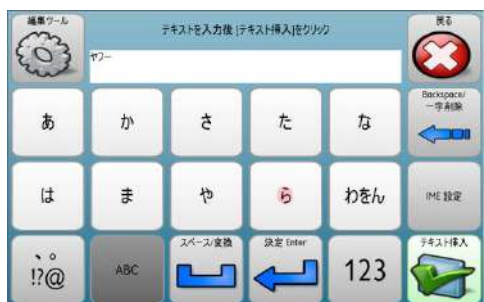 編集ツール
テキストを入力後 [テキスト挿入]をクリック
戻る
ヤフー
あ
か
さ
た
な
Backspace/
一字削除
は
ま
や
ら
わをん
IME 設定
、。
!?@
ABC
スペース/変換
決定 Enter
123
テキスト挿入